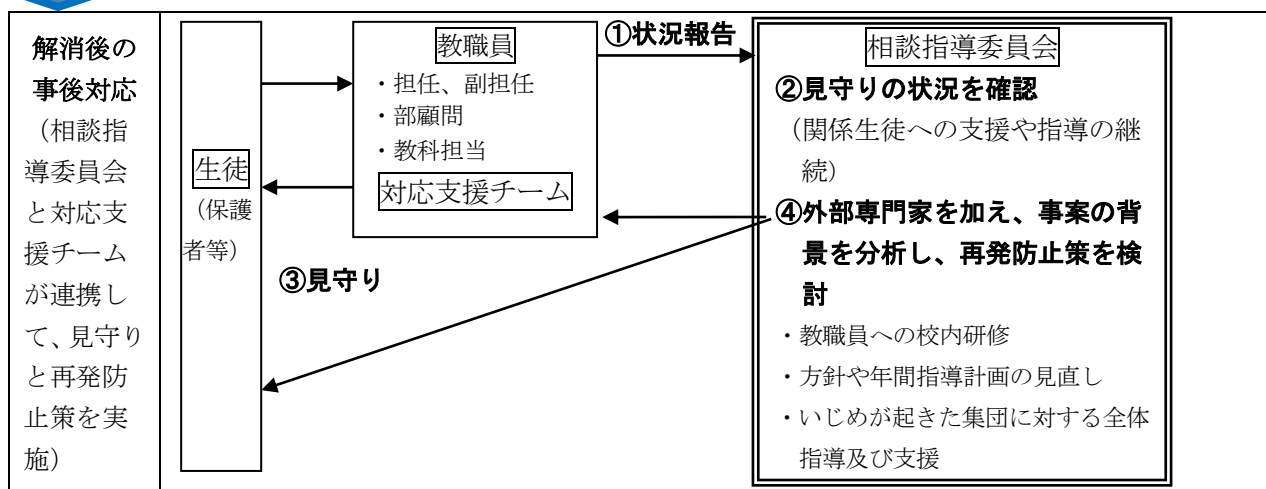 解消後の
事後対応
（相談指
導委員会
と対応支
援チーム
が連携し
て、見守り
と再発防
止策を実
施）
生徒
（保護
者等）
教職員
・担任、副担任
・部顧問
・教科担当
対応支援チーム
①状況報告
③見守り
相談指導委員会
②見守りの状況を確認
（関係生徒への支援や指導の継
続）
④外部専門家を加え、事案の背
景を分析し、再発防止策を検
討
・教職員への校内研修
・方針や年間指導計画の見直し
・いじめが起きた集団に対する全体
指導及び支援